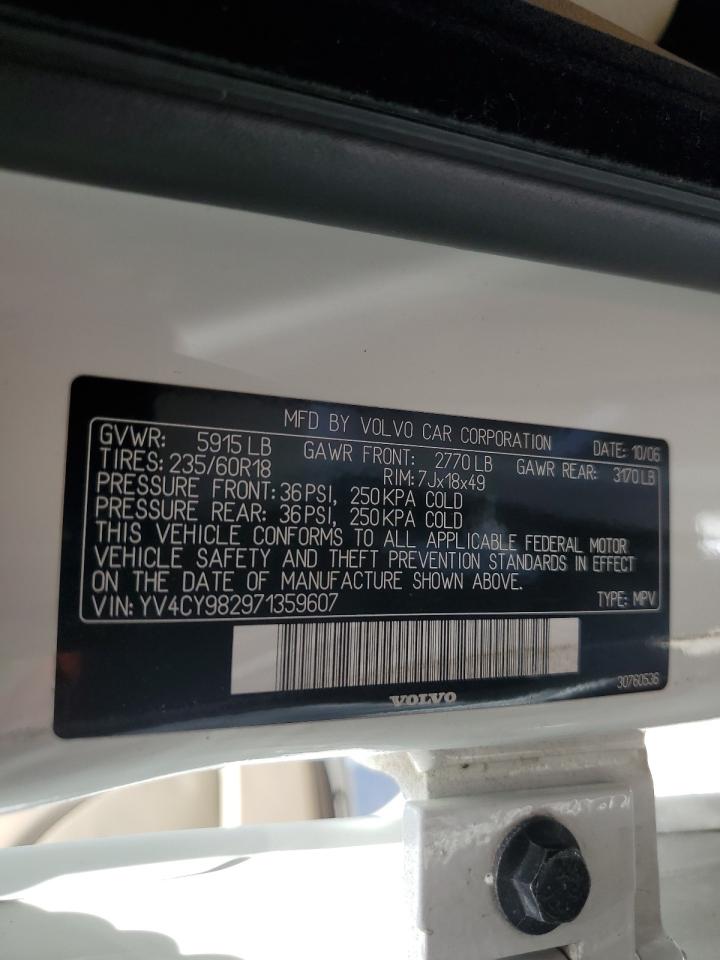 MFD BY VOLVO CAR CORPORATION DATE: 10/06
GVWR: 5915 LB GAWR FRONT: 2770 LB GAWR REAR: 3170 LB
TIRES: 235/60R18 RIM: 7Jx18x49
PRESSURE FRONT: 36 PSI, 250 KPA COLD
PRESSURE REAR: 36 PSI, 250 KPA COLD
THIS VEHICLE CONFORMS TO ALL APPLICABLE FEDERAL MOTOR
VEHICLE SAFETY AND THEFT PREVENTION STANDARDS IN EFFECT
ON THE DATE OF MANUFACTURE SHOWN ABOVE.
VIN: YV4CY982971359607 TYPE: MPV
30760536
VOLVO